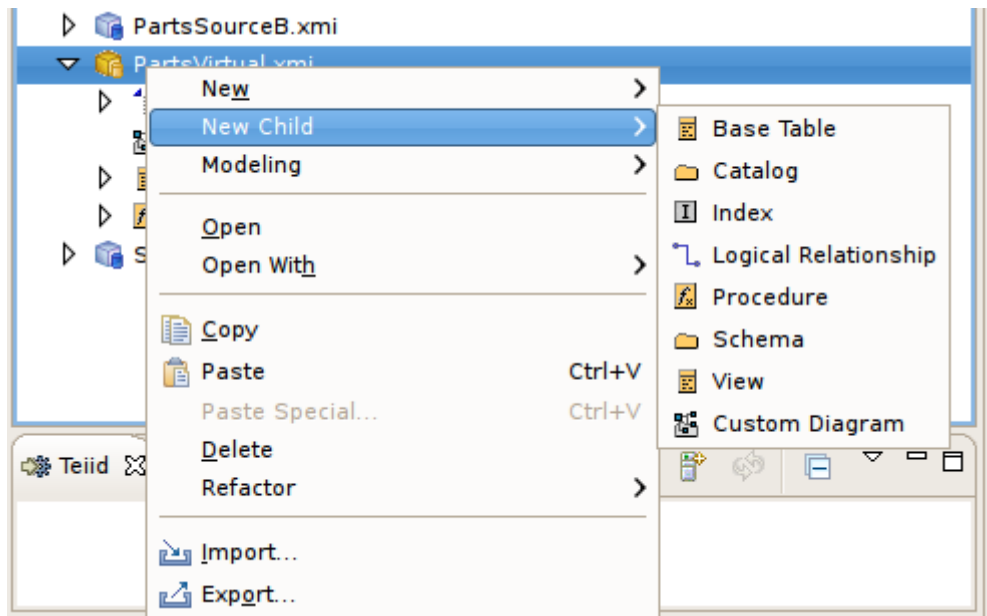 PartsSourceB.xmi
PartsVirtual.xmi
New
New Child
Modeling
Open
Open With
Copy
Paste Ctrl+V
Paste Special... Ctrl+V
Delete
Refactor
Import...
Export...
Base Table
Catalog
Index
Logical Relationship
Procedure
Schema
View
Custom Diagram
S
Teiid